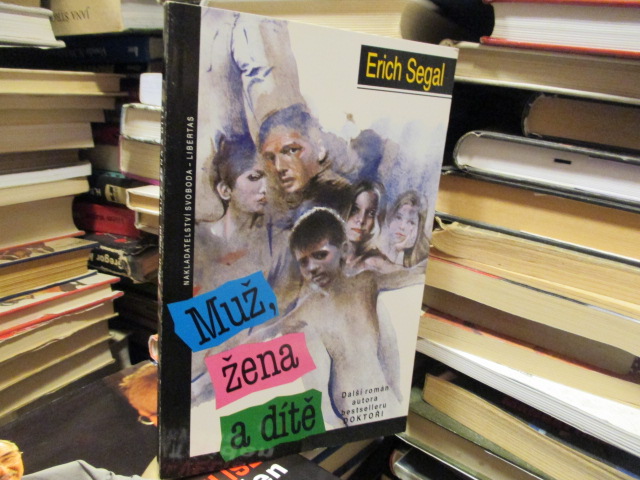 Erich Segal
NAKLADATELSTVÍ SVOBODA - LIBERTAS
Muž,
žena
a dítě
Další román
autora
bestselleru
DOKTOŘI